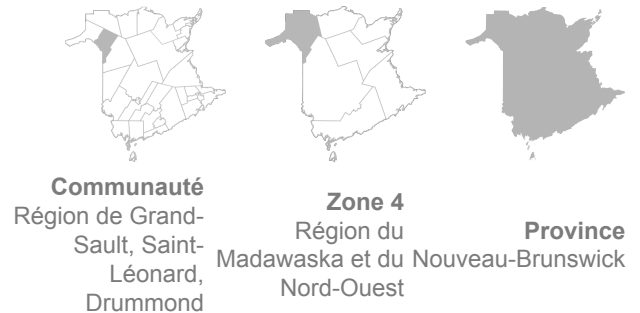 Communauté
Région de Grand-
Sault, Saint-
Léonard,
Drummond
Zone 4
Région du
Madawaska et du
Nord-Ouest
Province
Nouveau-Brunswick